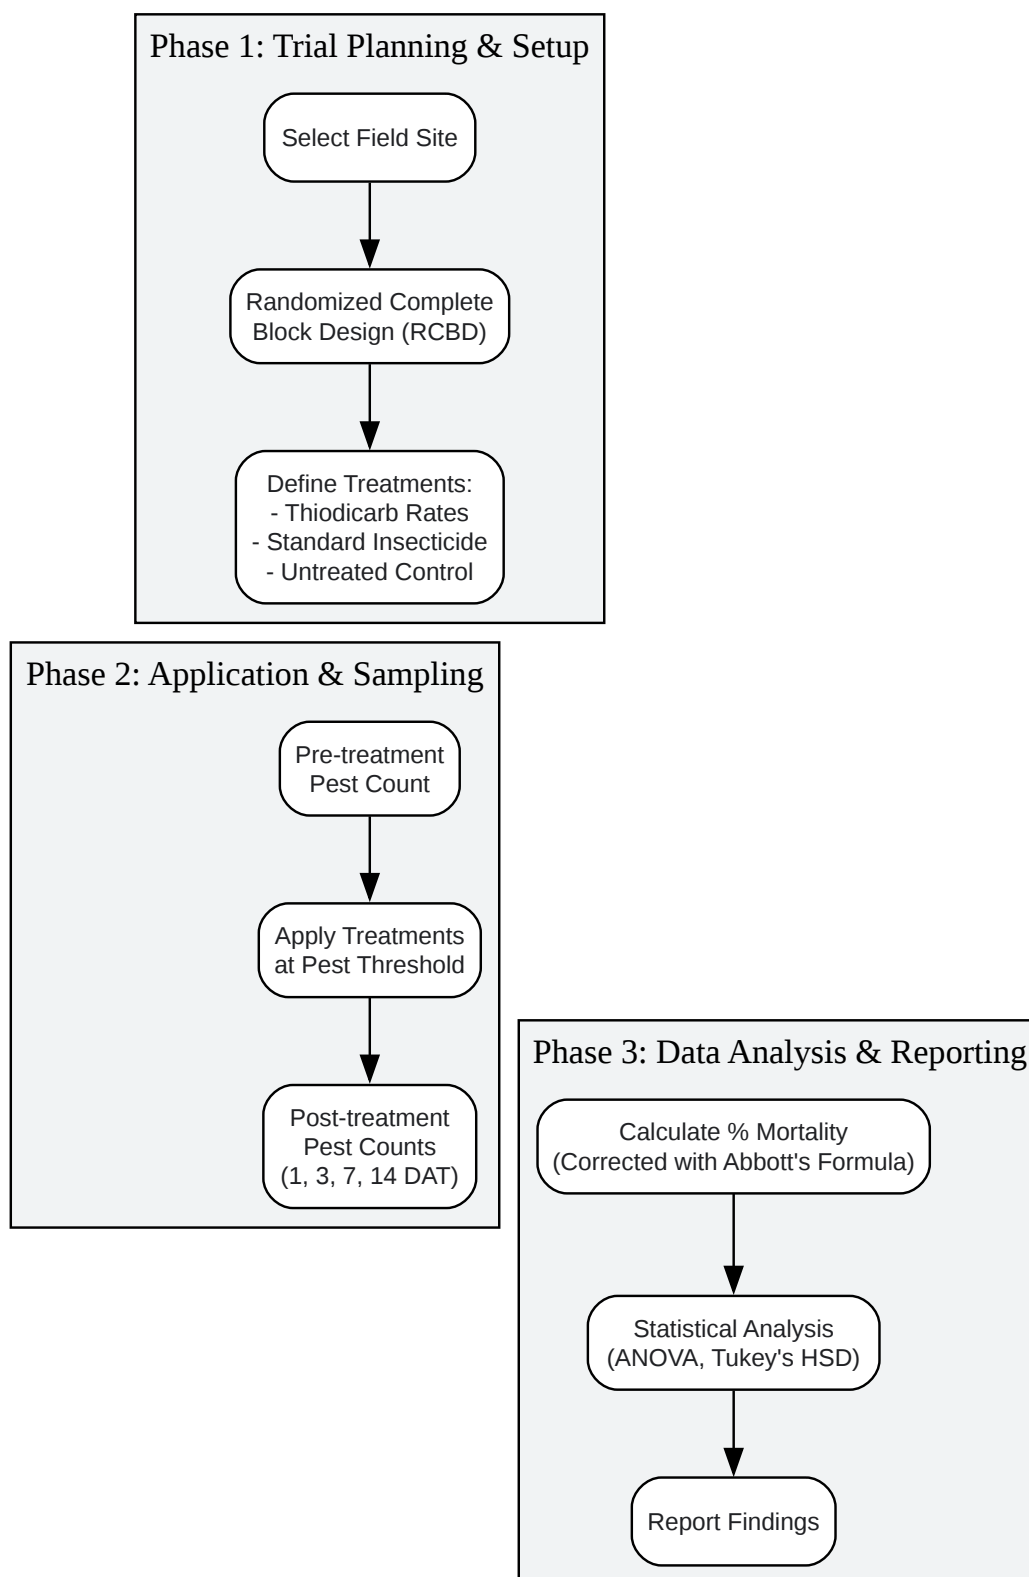 Phase 1: Trial Planning & Setup
Select Field Site
Randomized Complete
Block Design (RCBD)
Define Treatments:
- Thiodicarb Rates
- Standard Insecticide
- Untreated Control
Phase 2: Application & Sampling
Pre-treatment
Pest Count
Apply Treatments
at Pest Threshold
Post-treatment
Pest Counts
(1, 3, 7, 14 DAT)
Phase 3: Data Analysis & Reporting
Calculate % Mortality
(Corrected with Abbott's Formula)
Statistical Analysis
(ANOVA, Tukey's HSD)
Report Findings